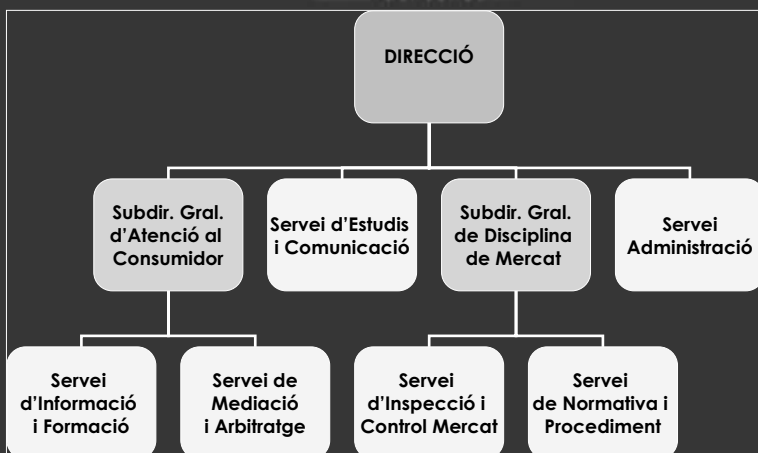 DIRECCIÓ
Subdir. Gral.
d'Atenció al
Consumidor
Servei d'Estudis
i Comunicació
Subdir. Gral.
de Disciplina
de Mercat
Servei
Administració
Servei
d'Informació
i Formació
Servei de
Mediació
i Arbitratge
Servei
d'Inspecció i
Control Mercat
Servei
de Normativa i
Procediment